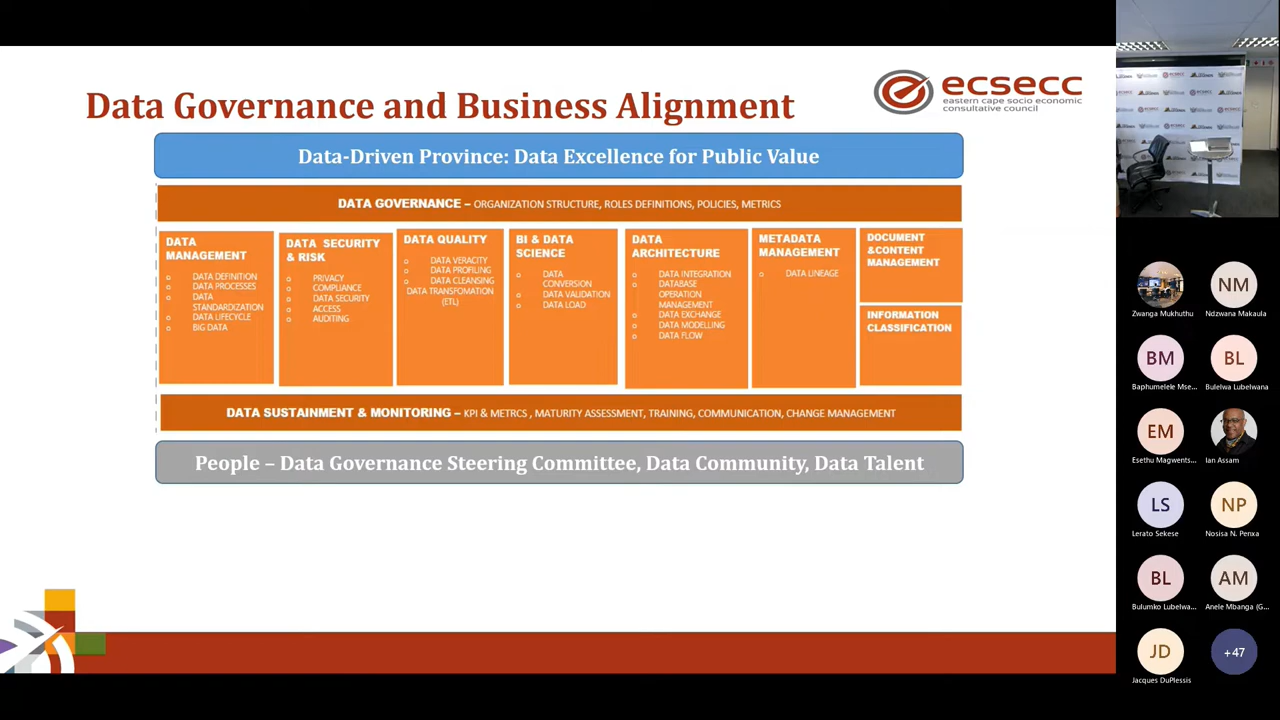 Data Governance and Business Alignment
ecsecc
eastern cape socio economic
consultative council
Data-Driven Province: Data Excellence for Public Value
DATA GOVERNANCE – ORGANIZATION STRUCTURE, ROLES DEFINITIONS, POLICIES, METRICS
DATA
MANAGEMENT
DATA DEFINITION
DATA PROCESSES
DATA
STANDARDIZATION
DATA LIFECYCLE
BIG DATA
DATA SECURITY
& RISK
PRIVACY
COMPLIANCE
DATA SECURITY
ACCESS
AUDITING
DATA QUALITY
DATA VERACITY
DATA PROFILING
DATA CLEANSING
DATA TRANSFOMATION
(ETL)
BI & DATA
SCIENCE
DATA
CONVERSION
DATA VALIDATION
DATA LOAD
DATA
ARCHITECTURE
DATA INTEGRATION
DATABASE
OPERATION
MANAGEMENT
DATA EXCHANGE
DATA MODELLING
DATA FLOW
METADATA
MANAGEMENT
DATA LINEAGE
DOCUMENT
&CONTENT
MANAGEMENT
INFORMATION
CLASSIFICATION
DATA SUSTAINMENT & MONITORING – KPI & METRCS , MATURITY ASSESSMENT, TRAINING, COMMUNICATION, CHANGE MANAGEMENT
People – Data Governance Steering Committee, Data Community, Data Talent
Zwanga Mukhuthu
NM
Ndzwana Makaula
BM
Baphumelele Mse...
BL
Bulelwa Lubelwana
EM
Esethu Magwents...
Ian Assam
LS
Lerato Sekese
NP
Nosisa N. Penxa
BL
Bulumko Lubelwa...
AM
Anele Mbanga (G...
JD
Jacques DuPlessis
+47